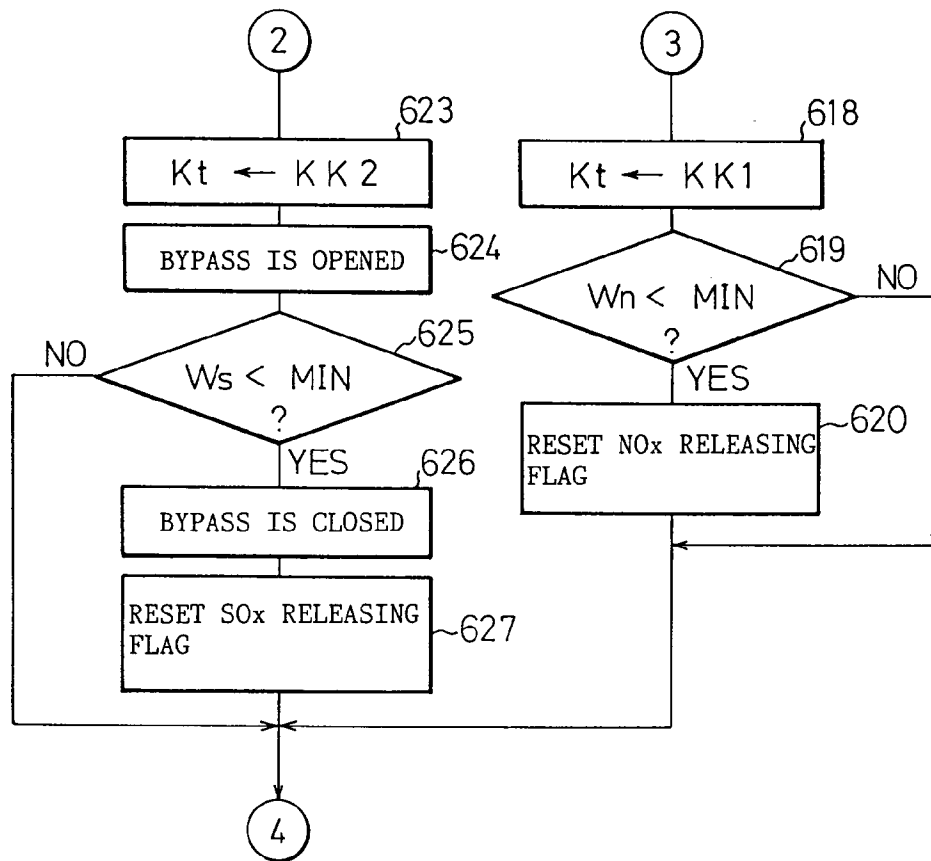 2
623
Kt ← KK2
BYPASS IS OPENED
624
625
NO
Ws < MIN
?
YES
626
BYPASS IS CLOSED
RESET SOx RELEASING
FLAG
627
3
618
Kt ← KK1
619
NO
Wn < MIN
?
YES
620
RESET NOx RELEASING
FLAG
4